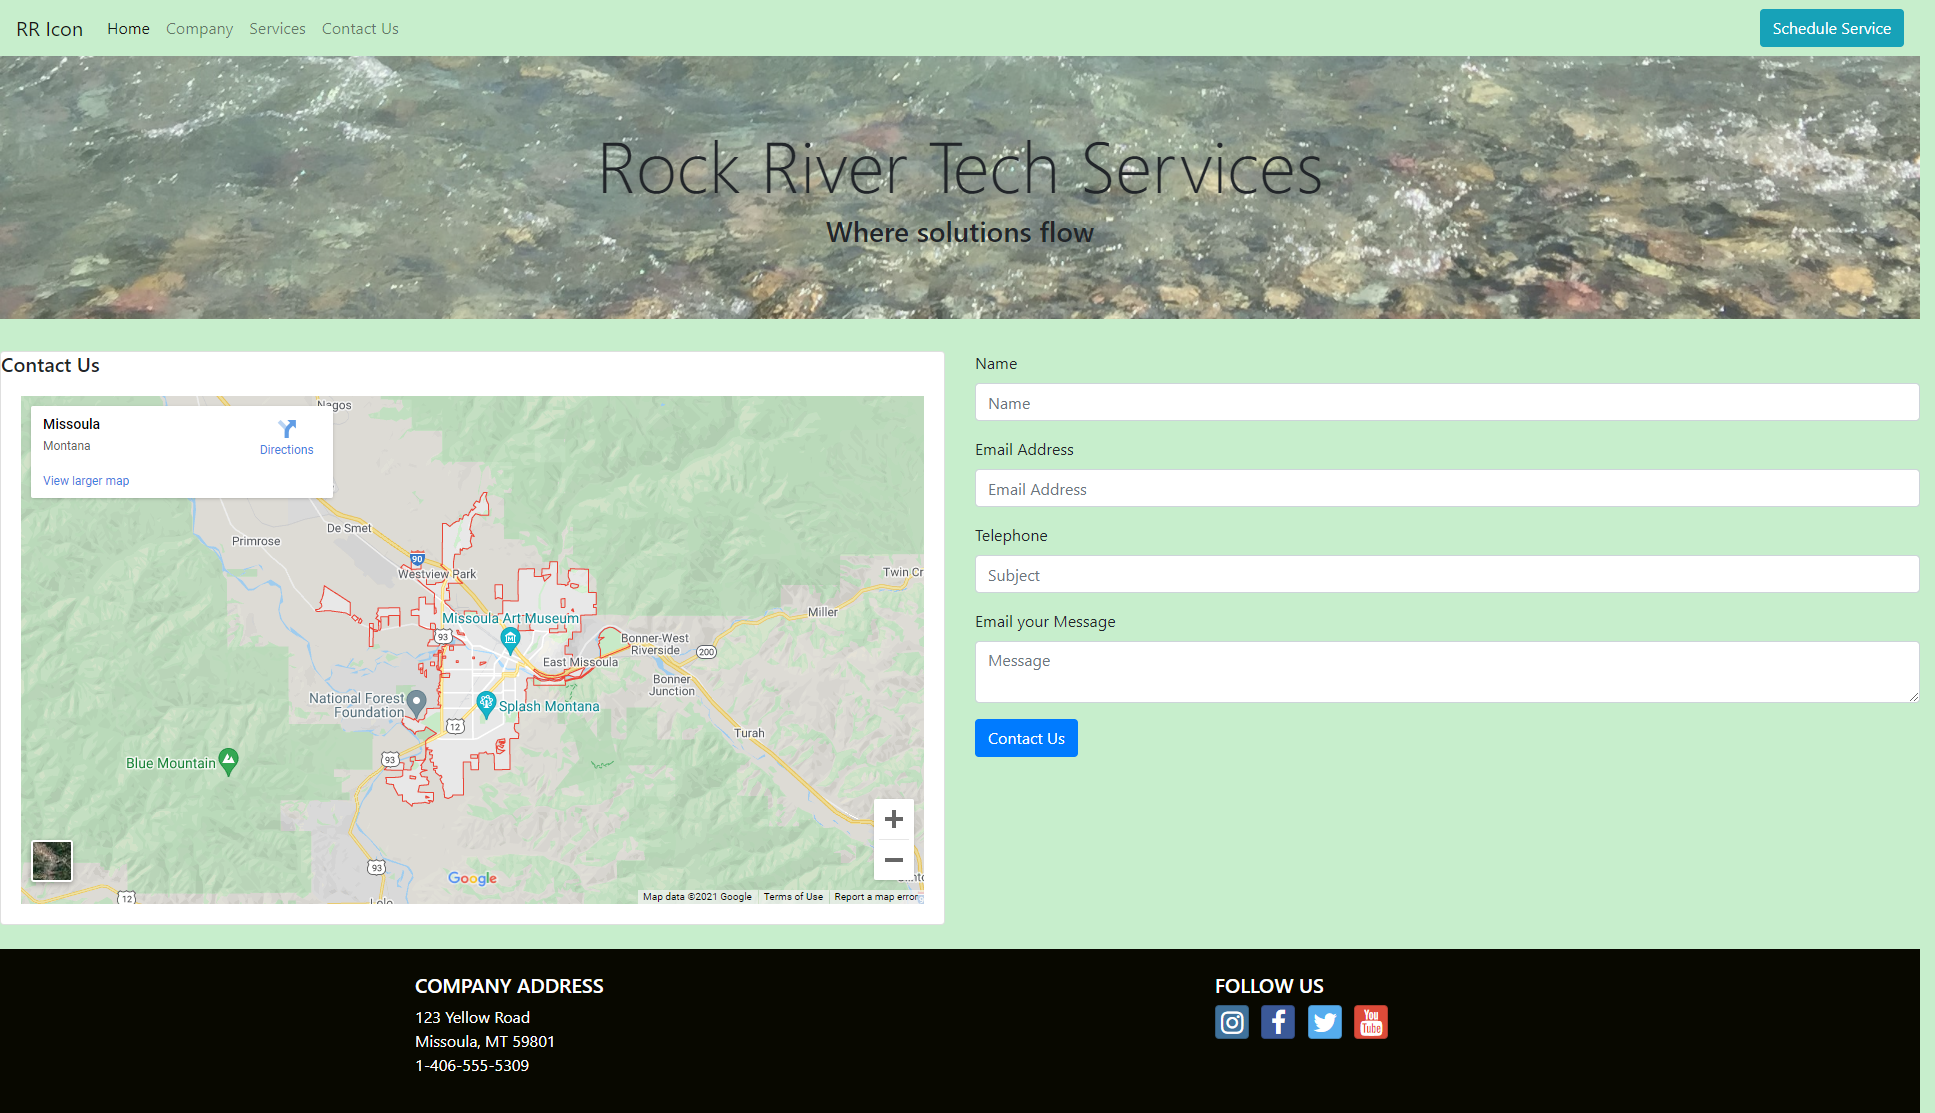 RR Icon Home Company Services Contact Us Schedule Service
Rock River Tech Services
Where solutions flow
Contact Us
Missoula
Montana
Directions
View larger map
Nagos
De Smet
Primrose
90
Westview Park
Twin Cr
Miller
Missoula Art Museum
93
Bonner-West
Riverside
200
East Missoula
Bonner
Junction
National Forest
Foundation
Splash Montana
12
Turah
Blue Mountain
93
93
Google
12
Lolo
Map data ©2021 Google Terms of Use Report a map error
Name
Name
Email Address
Email Address
Telephone
Subject
Email your Message
Message
Contact Us
COMPANY ADDRESS
123 Yellow Road
Missoula, MT 59801
1-406-555-5309
FOLLOW US
You
Tube